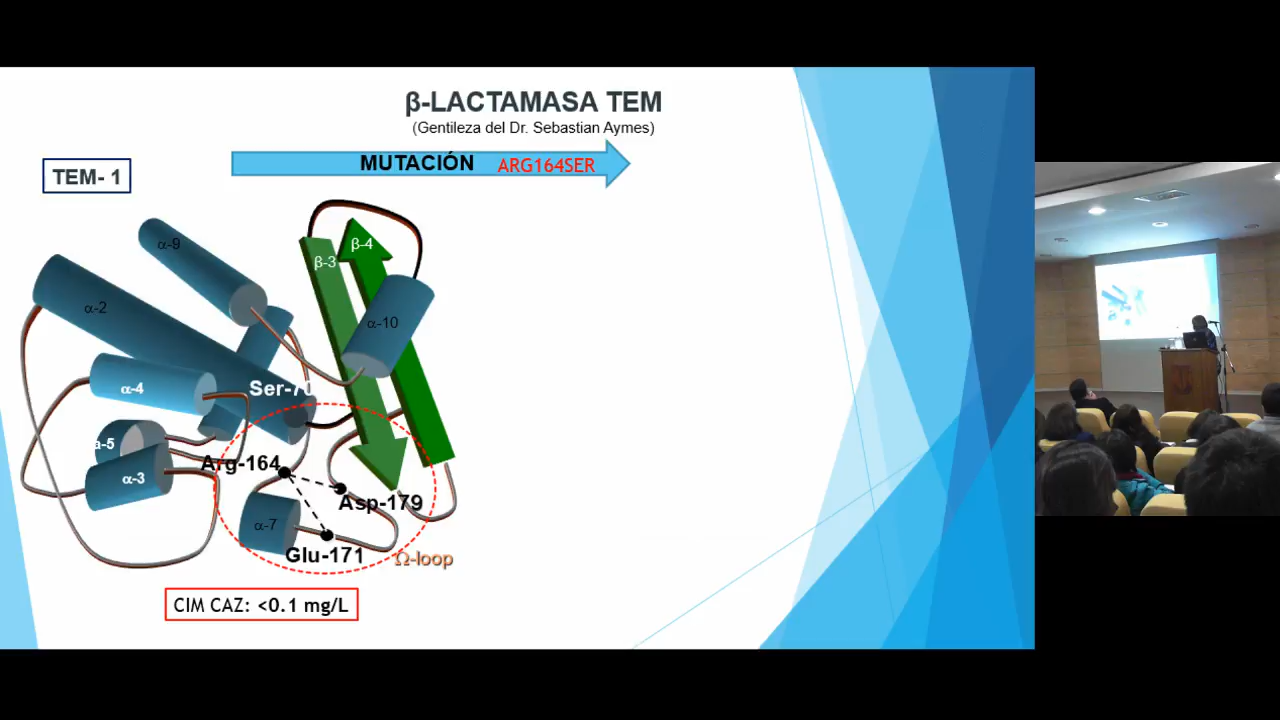 β-LACTAMASA TEM
(Gentileza del Dr. Sebastian Aymes)
MUTACIÓN ARG164SER
TEM- 1
α-9
β-4
β-3
α-2
α-10
α-4
Ser-70
α-5
Arg-164
α-3
Asp-179
α-7
Glu-171
Ω-loop
CIM CAZ: <0.1 mg/L